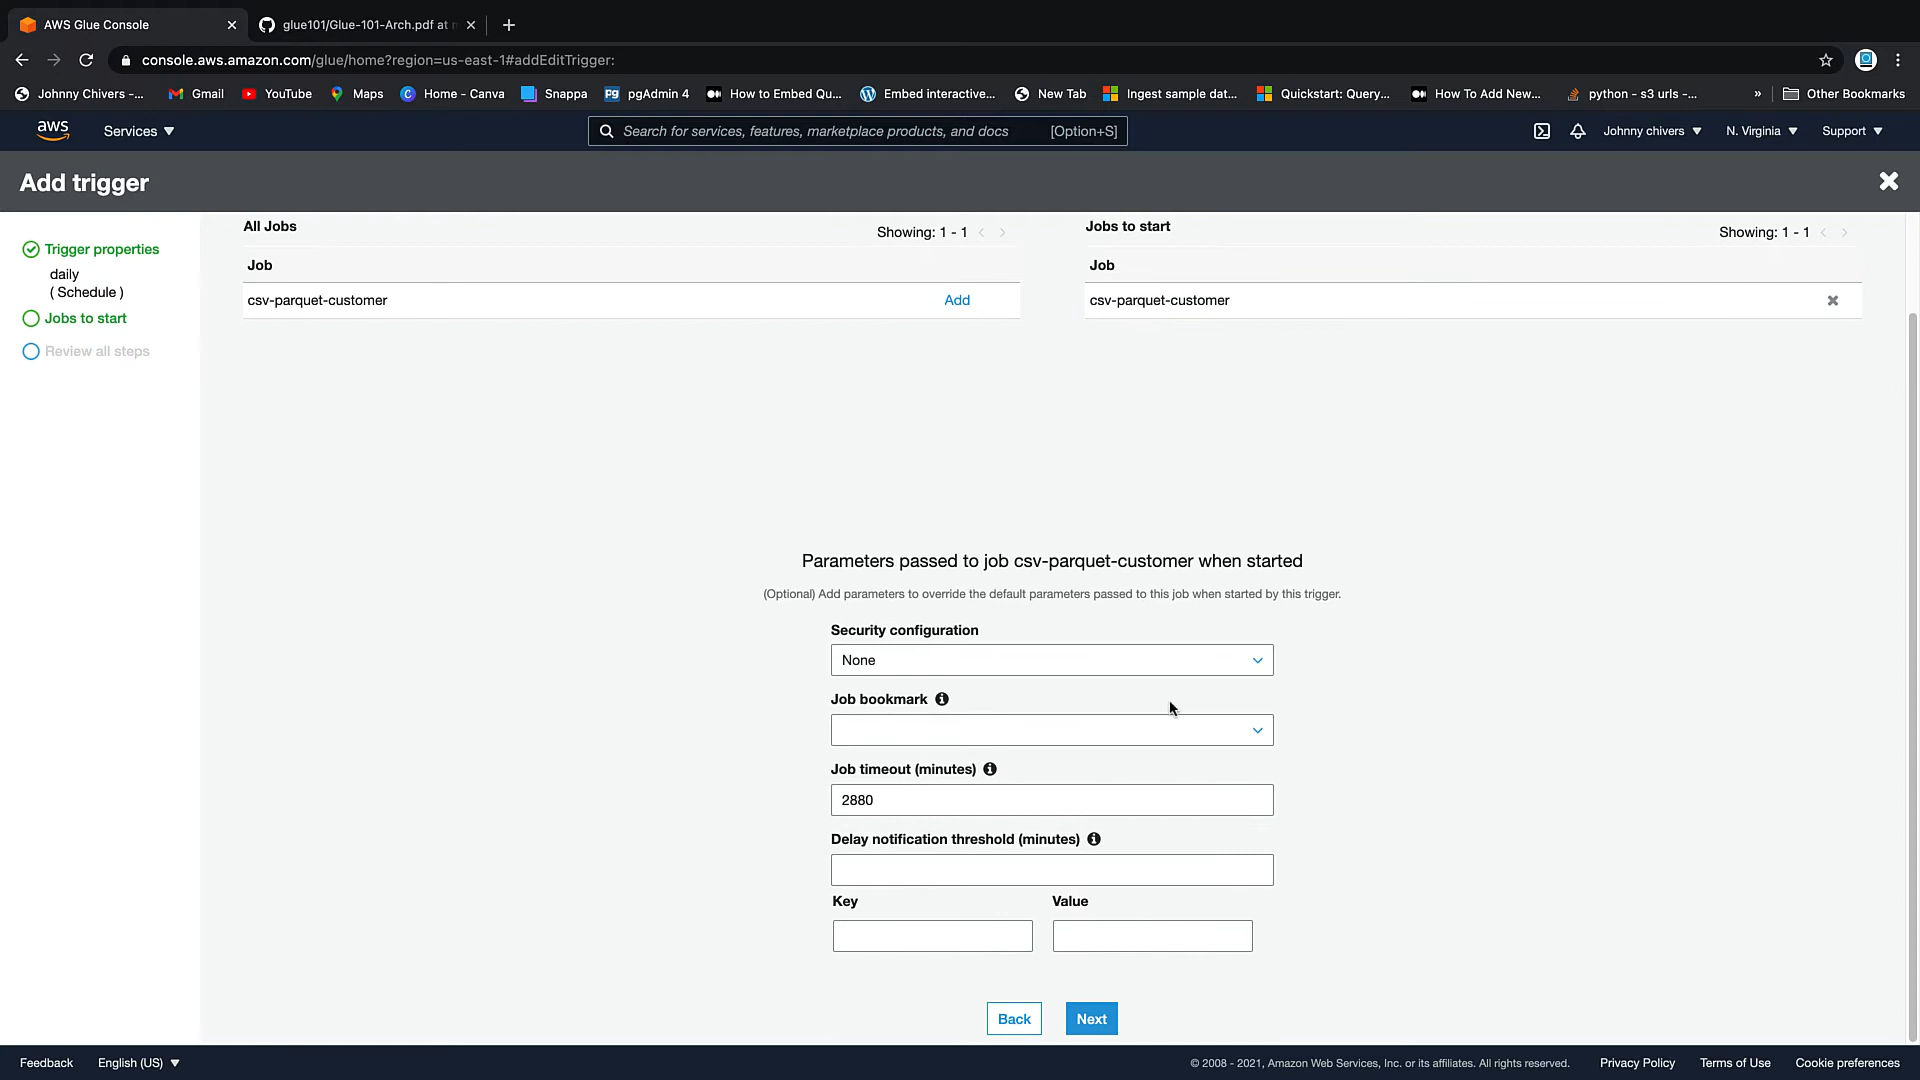 AWS Glue Console
glue101/Glue-101-Arch.pdf at
console.aws.amazon.com/glue/home?region=us-east-1#addEditTrigger:
Johnny Chivers -... Gmail YouTube Maps Home - Canva Snappa pgAdmin 4 How to Embed Qu... Embed interactive... New Tab Ingest sample dat... Quickstart: Query,... How To Add New... python - s3 urls -... » Other Bookmarks
aws Services Search for services, features, marketplace products, and docs [Option+S] Johnny chivers N. Virginia Support
Add trigger
Trigger properties
daily
( Schedule )
Jobs to start
Review all steps
All Jobs
Showing: 1 - 1
Job
csv-parquet-customer Add
Jobs to start
Showing: 1 - 1
Job
csv-parquet-customer
Parameters passed to job csv-parquet-customer when started
(Optional) Add parameters to override the default parameters passed to this job when started by this trigger.
Security configuration
None
Job bookmark
Job timeout (minutes)
2880
Delay notification threshold (minutes)
Key Value
Back Next
Feedback English (US) © 2008 - 2021, Amazon Web Services, Inc. or its affiliates. All rights reserved. Privacy Policy Terms of Use Cookie preferences